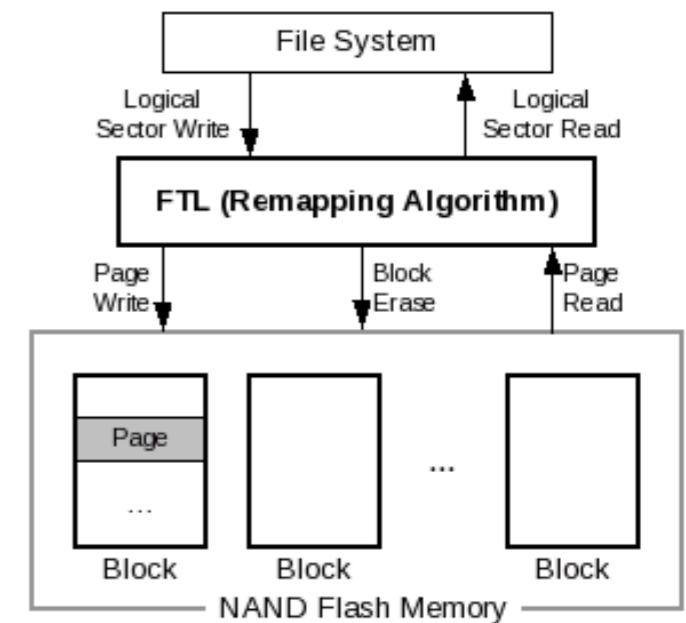 File System
Logical
Sector Write
Logical
Sector Read
FTL (Remapping Algorithm)
Page
Write
Block
Erase
Page
Read
Page
...
...
Block
Block
Block
NAND Flash Memory